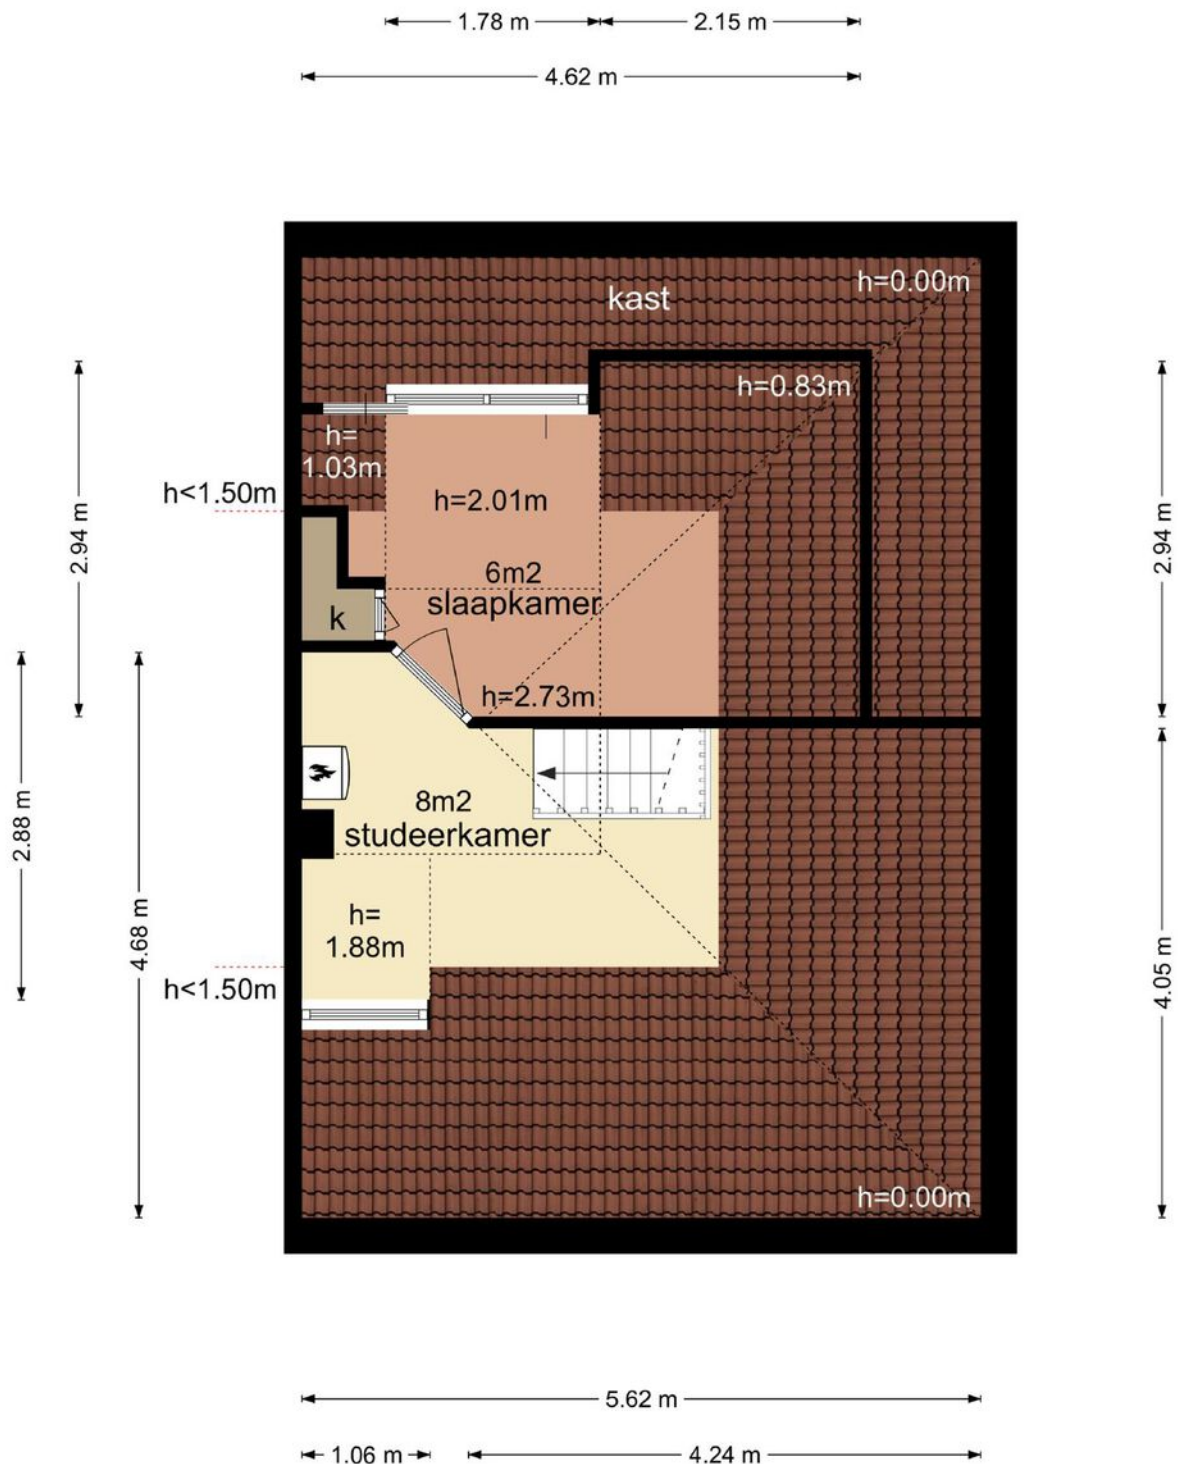 1.78 m
2.15 m
4.62 m
h=0.00m
kast
h=0.83m
h=
1.03m
h<1.50m
h=2.01m
2.94 m
2.94 m
6m2
slaapkamer
k
h=2.73m
8m2
studeerkamer
2.88 m
4.68 m
h=
1.88m
h<1.50m
4.05 m
h=0.00m
5.62 m
1.06 m
4.24 m